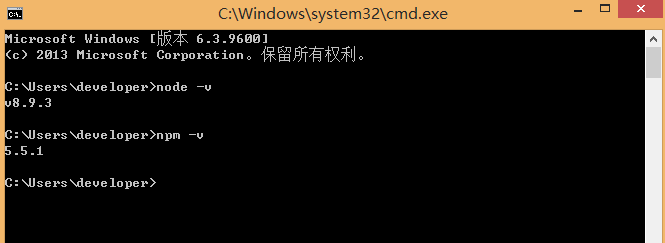 C:\Windows\system32\cmd.exe
Microsoft Windows [版本 6.3.9600]
(c) 2013 Microsoft Corporation。保留所有权利。
C:\Users\developer>node -v
v8.9.3
C:\Users\developer>npm -v
5.5.1
C:\Users\developer>